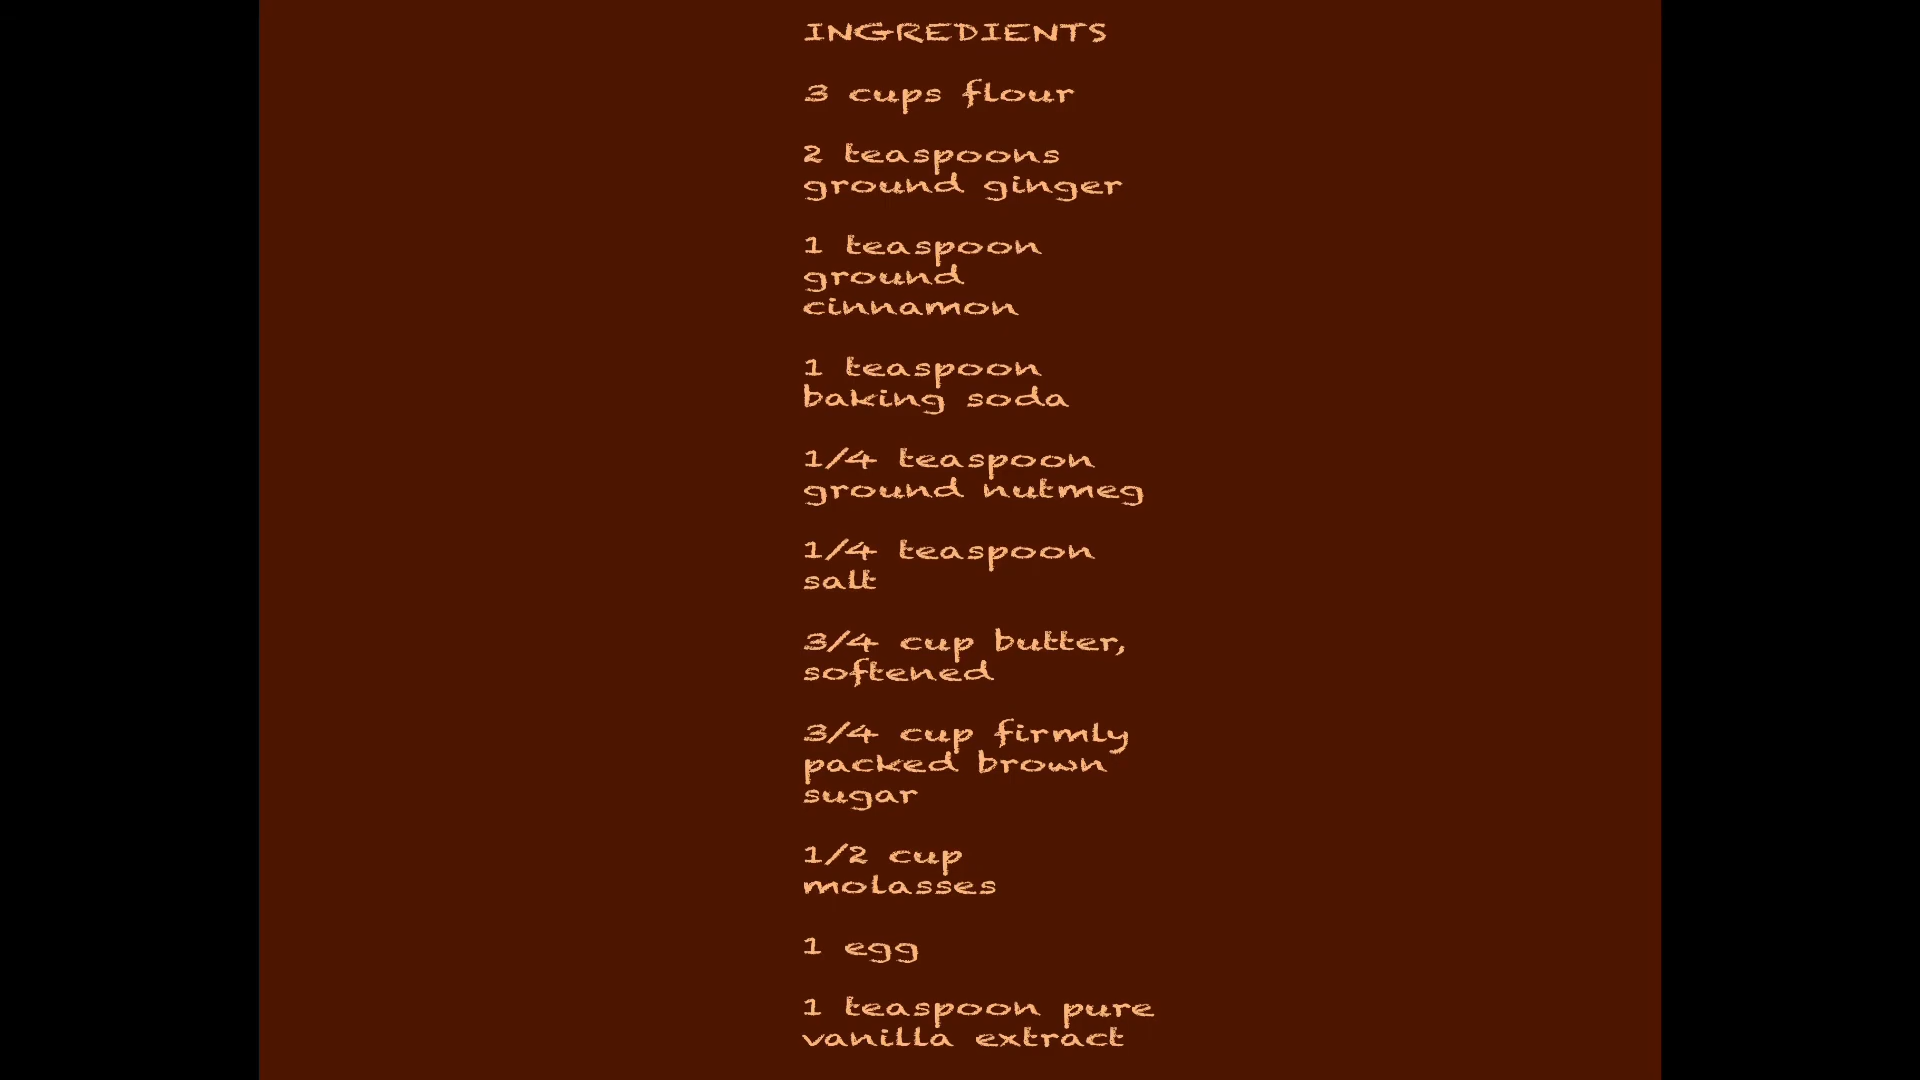 INGREDIENTS
3 cups flour
2 teaspoons
ground ginger
1 teaspoon
ground
cinnamon
1 teaspoon
baking soda
1/4 teaspoon
ground nutmeg
1/4 teaspoon
salt
3/4 cup butter,
softened
3/4 cup firmly
packed brown
sugar
1/2 cup
molasses
1 egg
1 teaspoon pure
vanilla extract